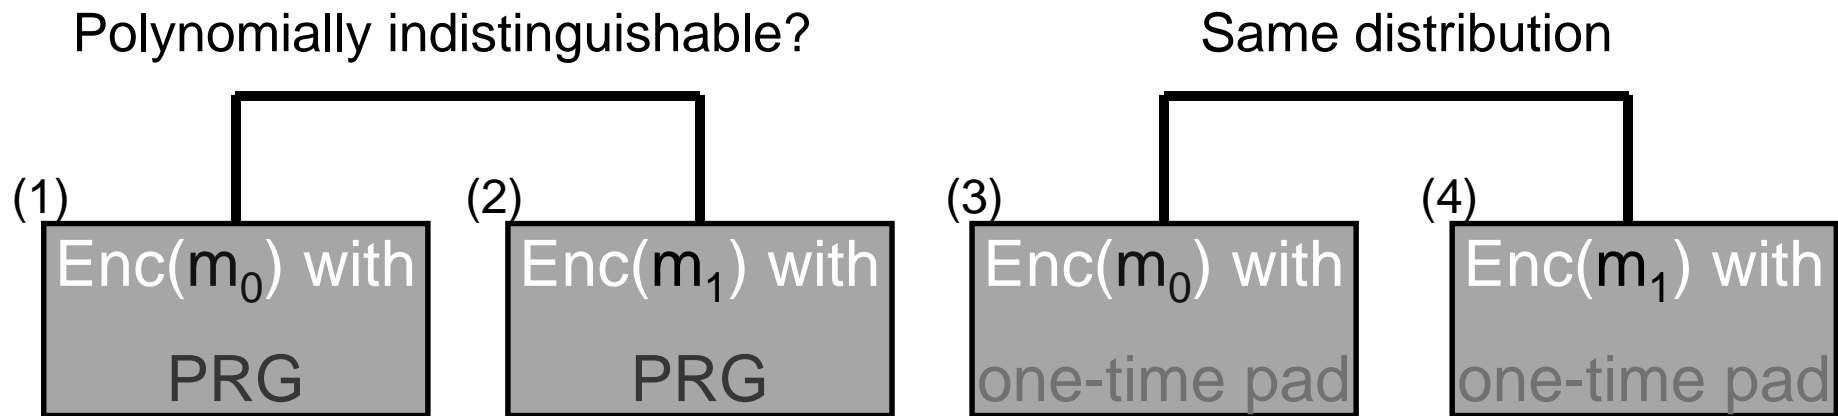 Polynomially indistinguishable?
Same distribution
(1)
Enc(m₀) with
PRG
(2)
Enc(m₁) with
PRG
(3)
Enc(m₀) with
one-time pad
(4)
Enc(m₁) with
one-time pad